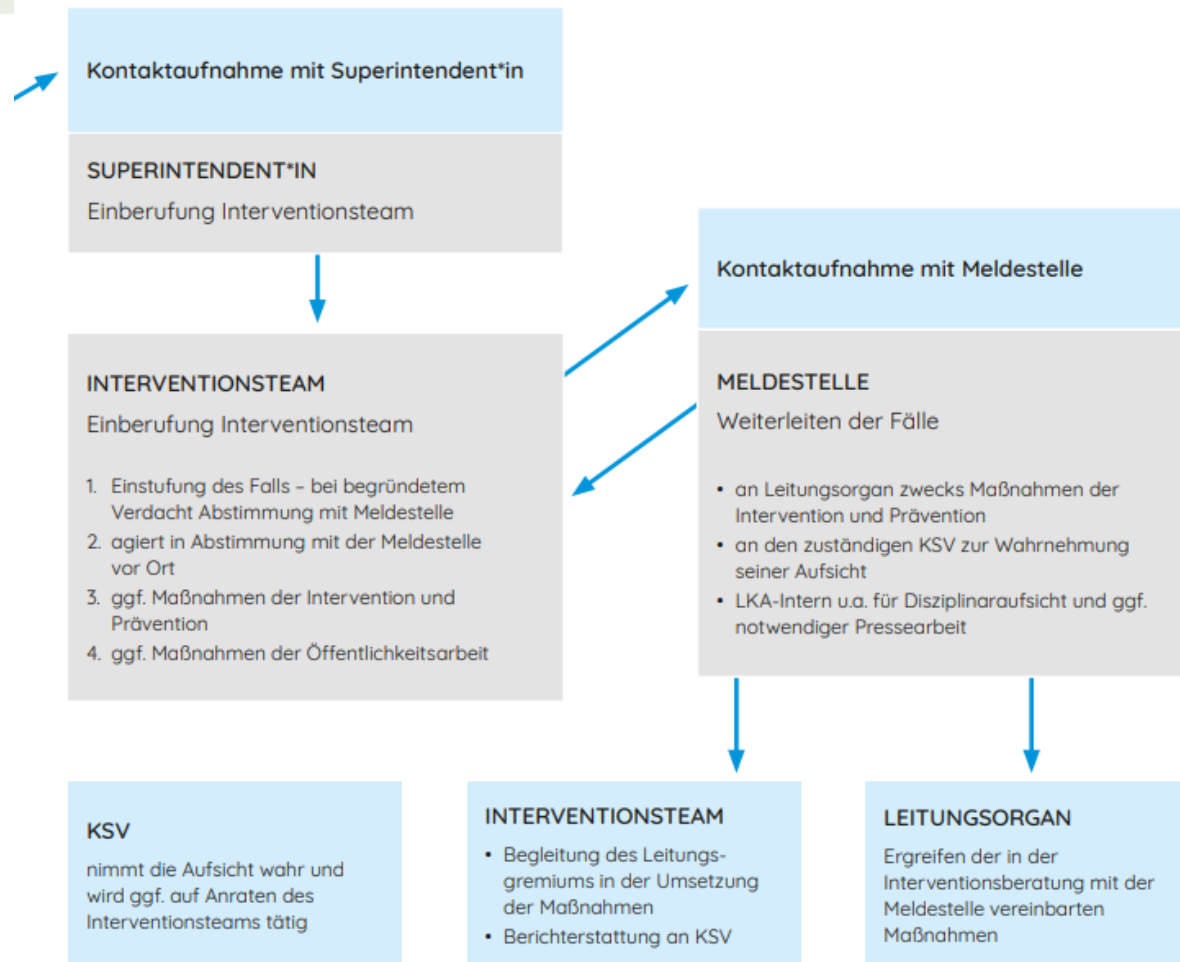 Kontaktaufnahme mit Superintendent*in
SUPERINTENDENT*IN
Einberufung Interventionsteam
Kontaktaufnahme mit Meldestelle
INTERVENTIONSTEAM
Einberufung Interventionsteam
1. Einstufung des Falls – bei begründetem
Verdacht Abstimmung mit Meldestelle
2. agiert in Abstimmung mit der Meldestelle
vor Ort
3. ggf. Maßnahmen der Intervention und
Prävention
4. ggf. Maßnahmen der Öffentlichkeitsarbeit
MELDESTELLE
Weiterleiten der Fälle
• an Leitungsorgan zwecks Maßnahmen der
Intervention und Prävention
• an den zuständigen KSV zur Wahrnehmung
seiner Aufsicht
• LKA-Intern u.a. für Disziplinaraufsicht und ggf.
notwendiger Pressearbeit
KSV
nimmt die Aufsicht wahr und
wird ggf. auf Anraten des
Interventionsteams tätig
INTERVENTIONSTEAM
• Begleitung des Leitungs-
gremiums in der Umsetzung
der Maßnahmen
• Berichterstattung an KSV
LEITUNGSORGAN
Ergreifen der in der
Interventionsberatung mit der
Meldestelle vereinbarten
Maßnahmen